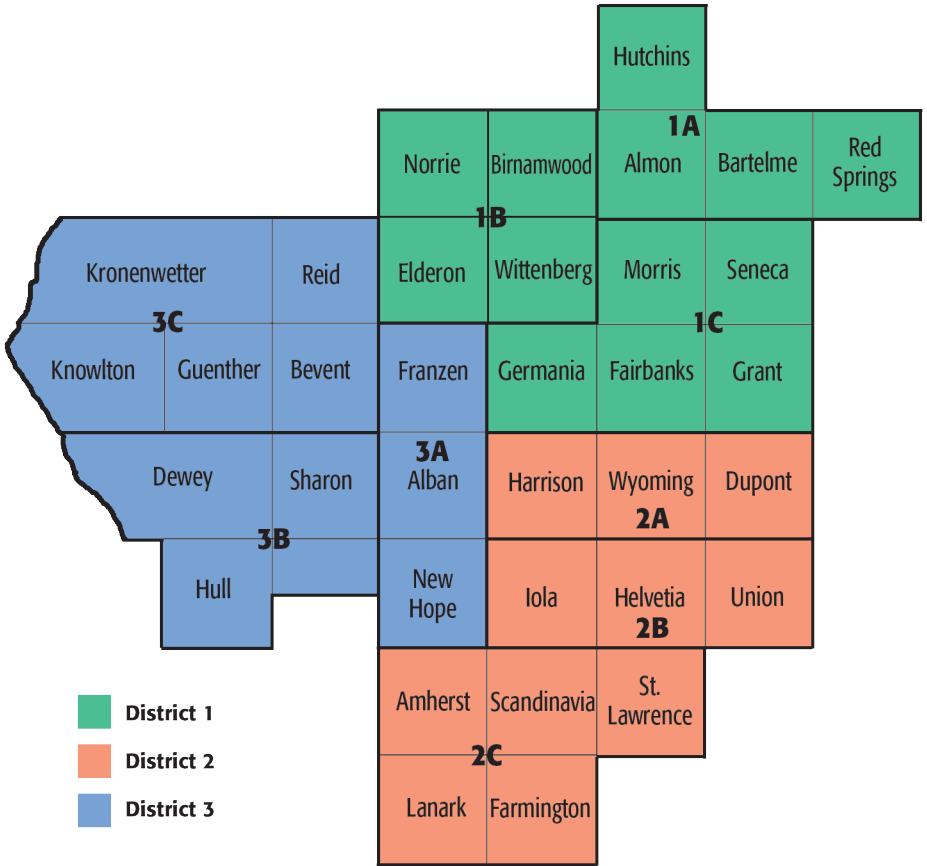 Hutchins
1A
Norrie
Birnamwood
Almon
Bartelme
Red
Springs
1B
Kronenwetter
Reid
Elderon
Wittenberg
Morris
Seneca
3C
1C
Knowlton
Guenther
Bevent
Franzen
Germania
Fairbanks
Grant
3A
Dewey
Sharon
Alban
Harrison
Wyoming
Dupont
2A
3B
Hull
New
Hope
Iola
Helvetia
Union
2B
Amherst
Scandinavia
St.
Lawrence
District 1
2C
District 2
Lanark
Farmington
District 3